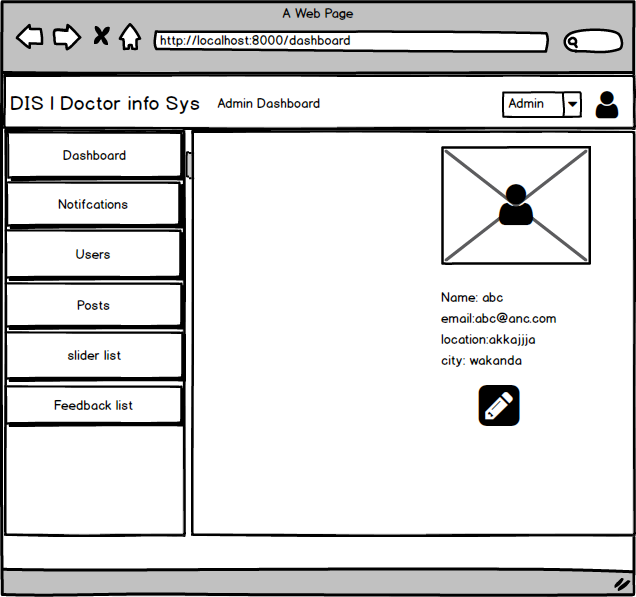 A Web Page
http://localhost:8000/dashboard
DIS | Doctor info Sys
Admin Dashboard
Admin
Dashboard
Notifcations
Users
Posts
slider list
Feedback list
Name: abc
email:abc@anc.com
location:akkajjja
city: wakanda